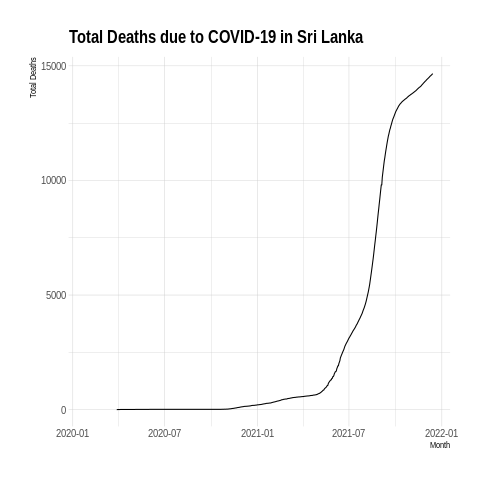 Total Deaths due to COVID-19 in Sri Lanka
Total Deaths
15000
10000
5000
0
2020-01 2020-07 2021-01 2021-07 2022-01
Month